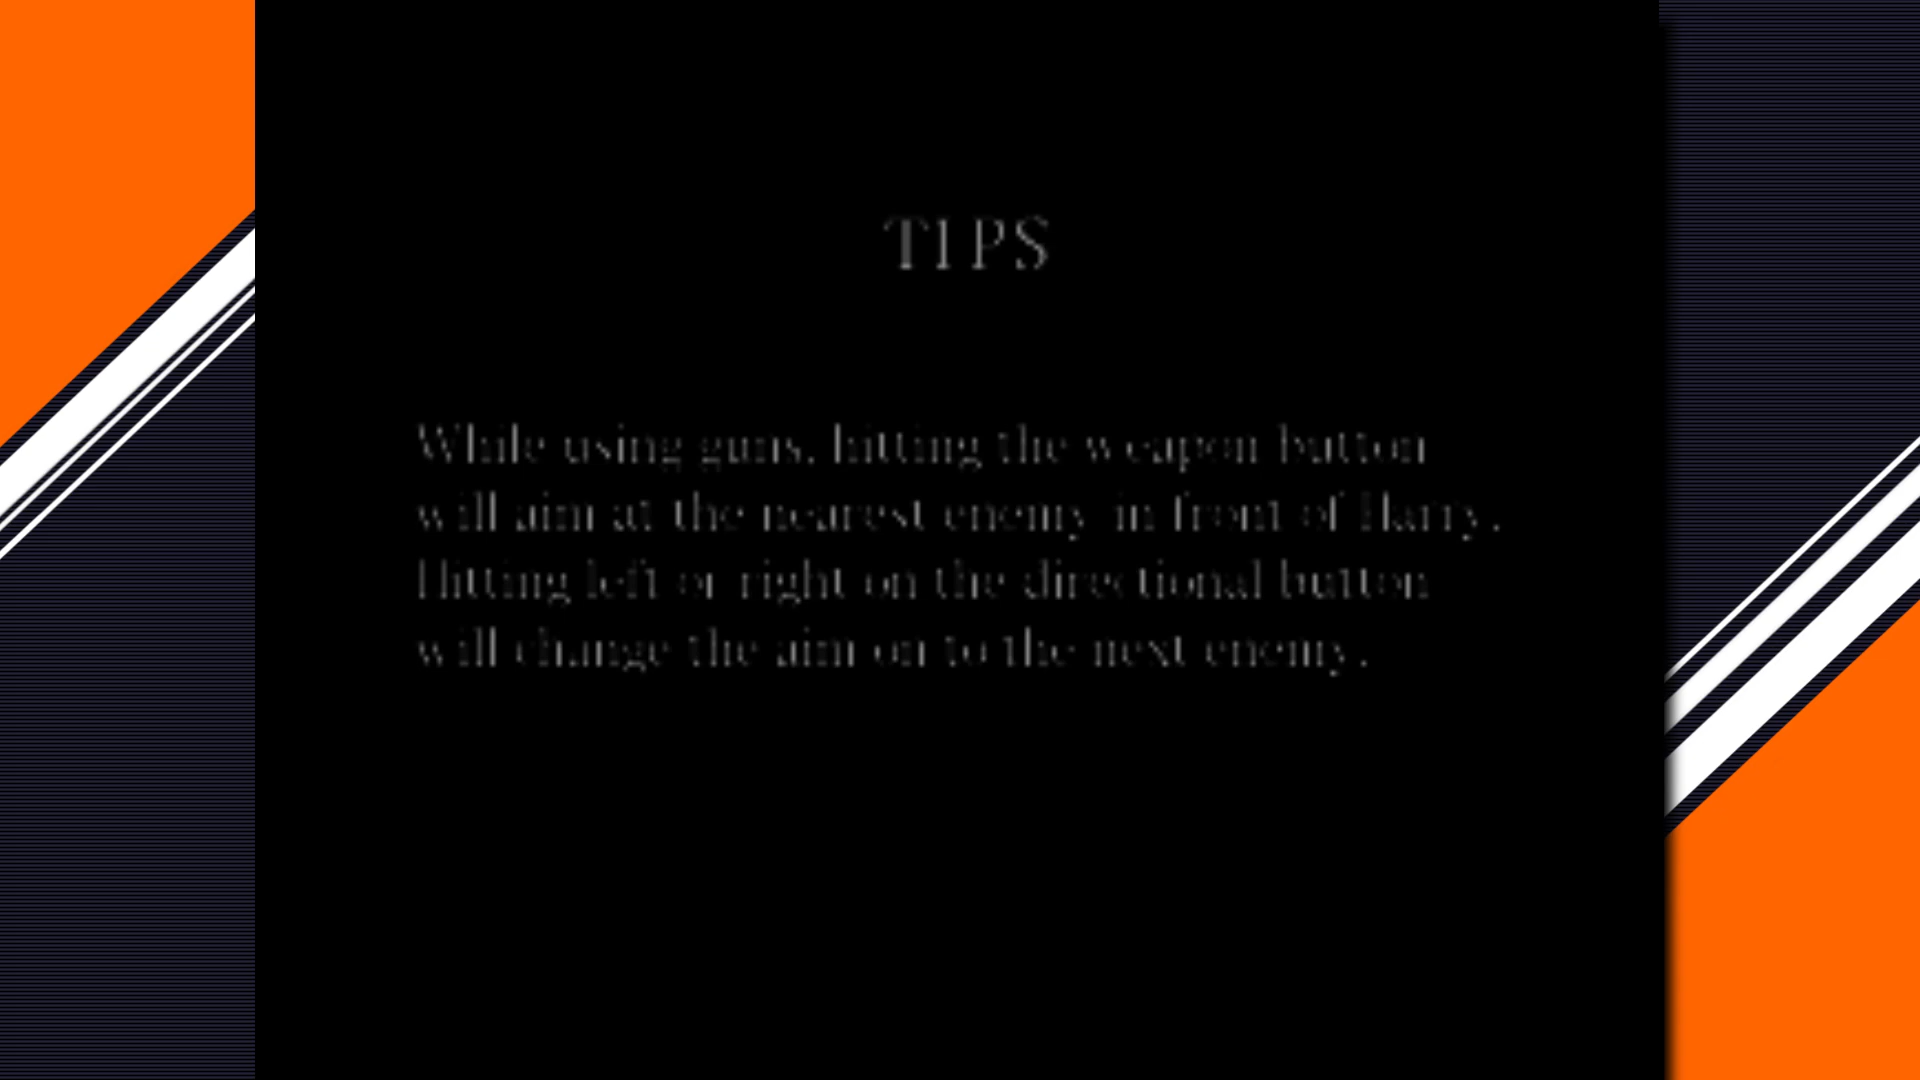 TIPS
While using guns, hitting the weapon button
will aim at the nearest enemy in front of Harry.
Hitting left or right on the directional button
will change the aim on to the next enemy.